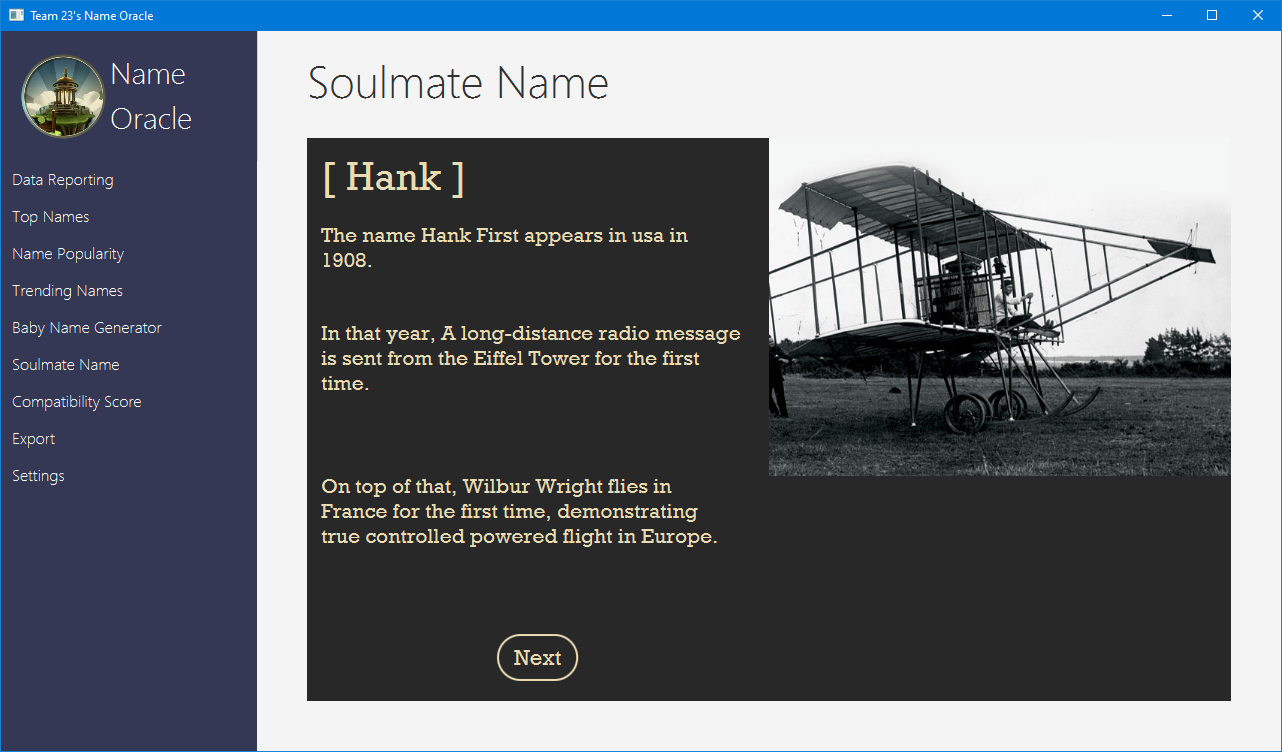 Team 23's Name Oracle
Name
Oracle
Data Reporting
Top Names
Name Popularity
Trending Names
Baby Name Generator
Soulmate Name
Compatibility Score
Export
Settings
Soulmate Name
[ Hank ]
The name Hank First appears in usa in
1908.
In that year, A long-distance radio message
is sent from the Eiffel Tower for the first
time.
On top of that, Wilbur Wright flies in
France for the first time, demonstrating
true controlled powered flight in Europe.
Next